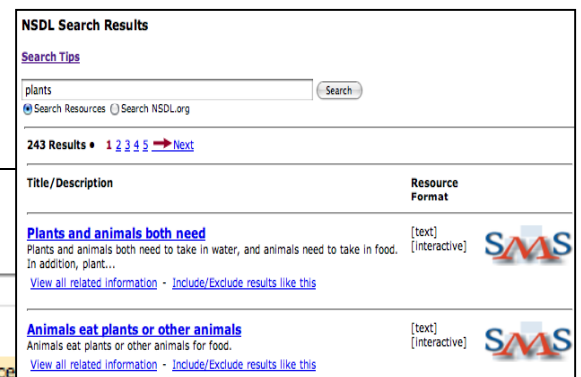 NSDL Search Results
Search Tips
plants
Search
Search Resources Search NSDL.org
243 Results • 1 2 3 4 5 Next
Title/Description Resource Format
Plants and animals both need
[text]
[interactive]
SMS
Plants and animals both need to take in water, and animals need to take in food.
In addition, plant...
View all related information - Include/Exclude results like this
Animals eat plants or other animals
[text]
[interactive]
SMS
Animals eat plants or other animals for food.
View all related information - Include/Exclude results like this
ce